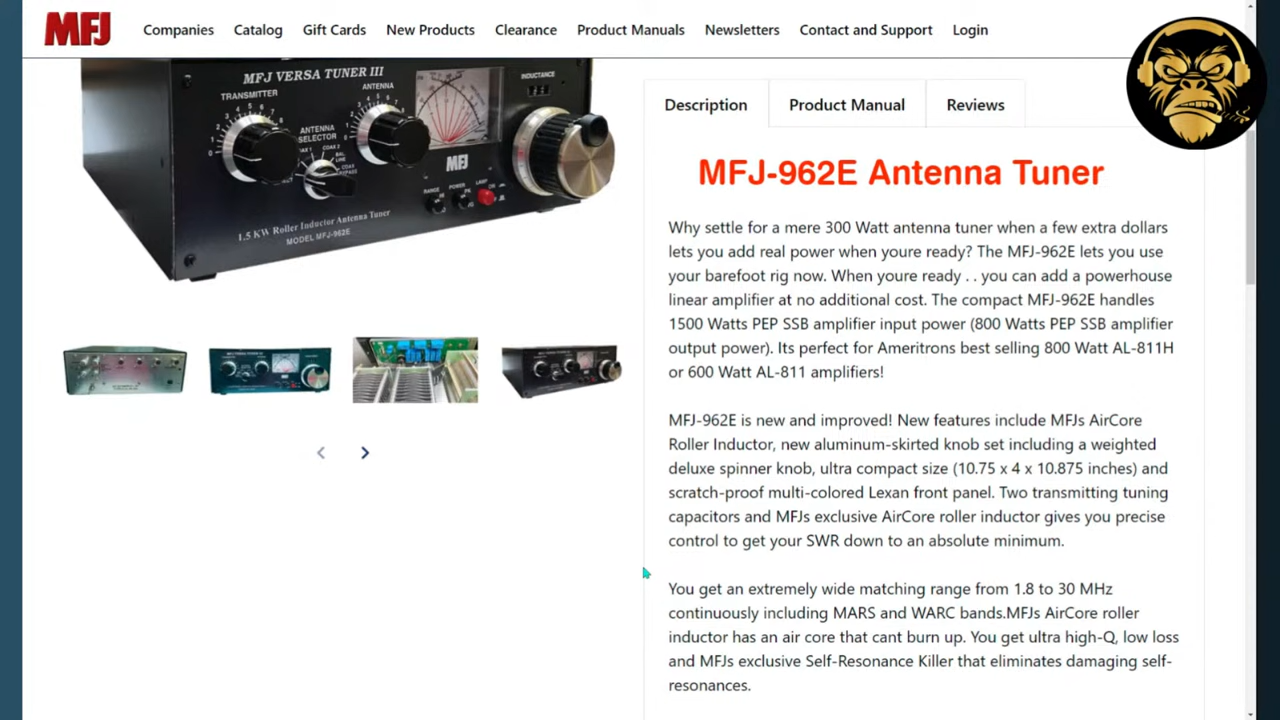 MFJ
Companies
Catalog
Gift Cards
New Products
Clearance
Product Manuals
Newsletters
Contact and Support
Login
MFJ VERSA TUNER III
INDUCTANCE
TRANSMITTER
ANTENNA
ANTENNA
SELECTOR
COAX 2
COAX
BYPASS
MFJ
RANGE
POWER
LAMP
1.5 KW Roller Inductor Antenna Tuner
MODEL MFJ-962E
Description
Product Manual
Reviews
MFJ-962E Antenna Tuner
Why settle for a mere 300 Watt antenna tuner when a few extra dollars
lets you add real power when youre ready? The MFJ-962E lets you use
your barefoot rig now. When youre ready . . you can add a powerhouse
linear amplifier at no additional cost. The compact MFJ-962E handles
1500 Watts PEP SSB amplifier input power (800 Watts PEP SSB amplifier
output power). Its perfect for Ameritrons best selling 800 Watt AL-811H
or 600 Watt AL-811 amplifiers!
MFJ-962E is new and improved! New features include MFJs AirCore
Roller Inductor, new aluminum-skirted knob set including a weighted
deluxe spinner knob, ultra compact size (10.75 x 4 x 10.875 inches) and
scratch-proof multi-colored Lexan front panel. Two transmitting tuning
capacitors and MFJs exclusive AirCore roller inductor gives you precise
control to get your SWR down to an absolute minimum.
You get an extremely wide matching range from 1.8 to 30 MHz
continuously including MARS and WARC bands.MFJs AirCore roller
inductor has an air core that cant burn up. You get ultra high-Q, low loss
and MFJs exclusive Self-Resonance Killer that eliminates damaging self-
resonances.